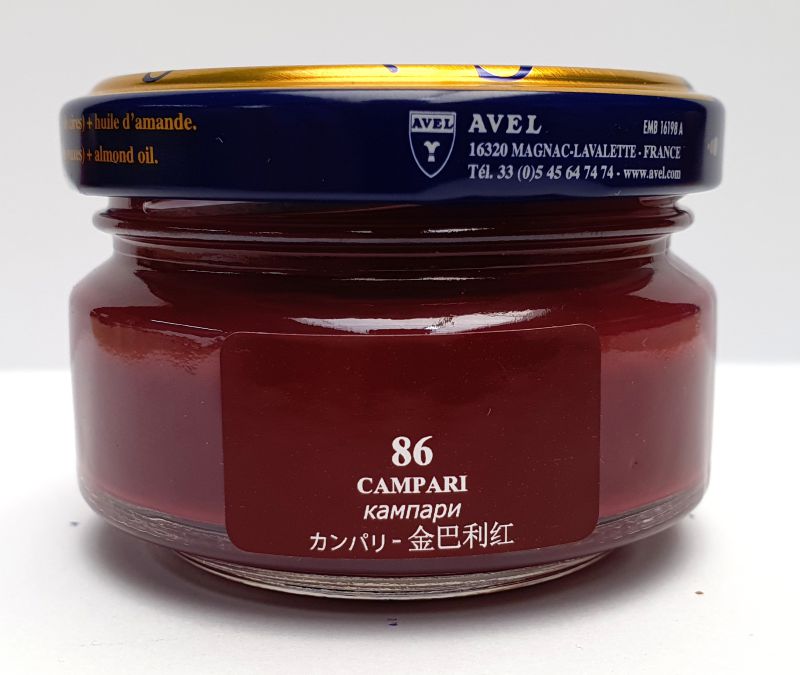 + huile d'amande.
+ almond oil.
AVEL
AVEL
EMB 16198 A
16320 MAGNAC-LAVALETTE - FRANCE
Tél. 33 (0)5 45 64 74 74 - www.avel.com
86
CAMPARI
кампари
カンパリ - 金巴利红